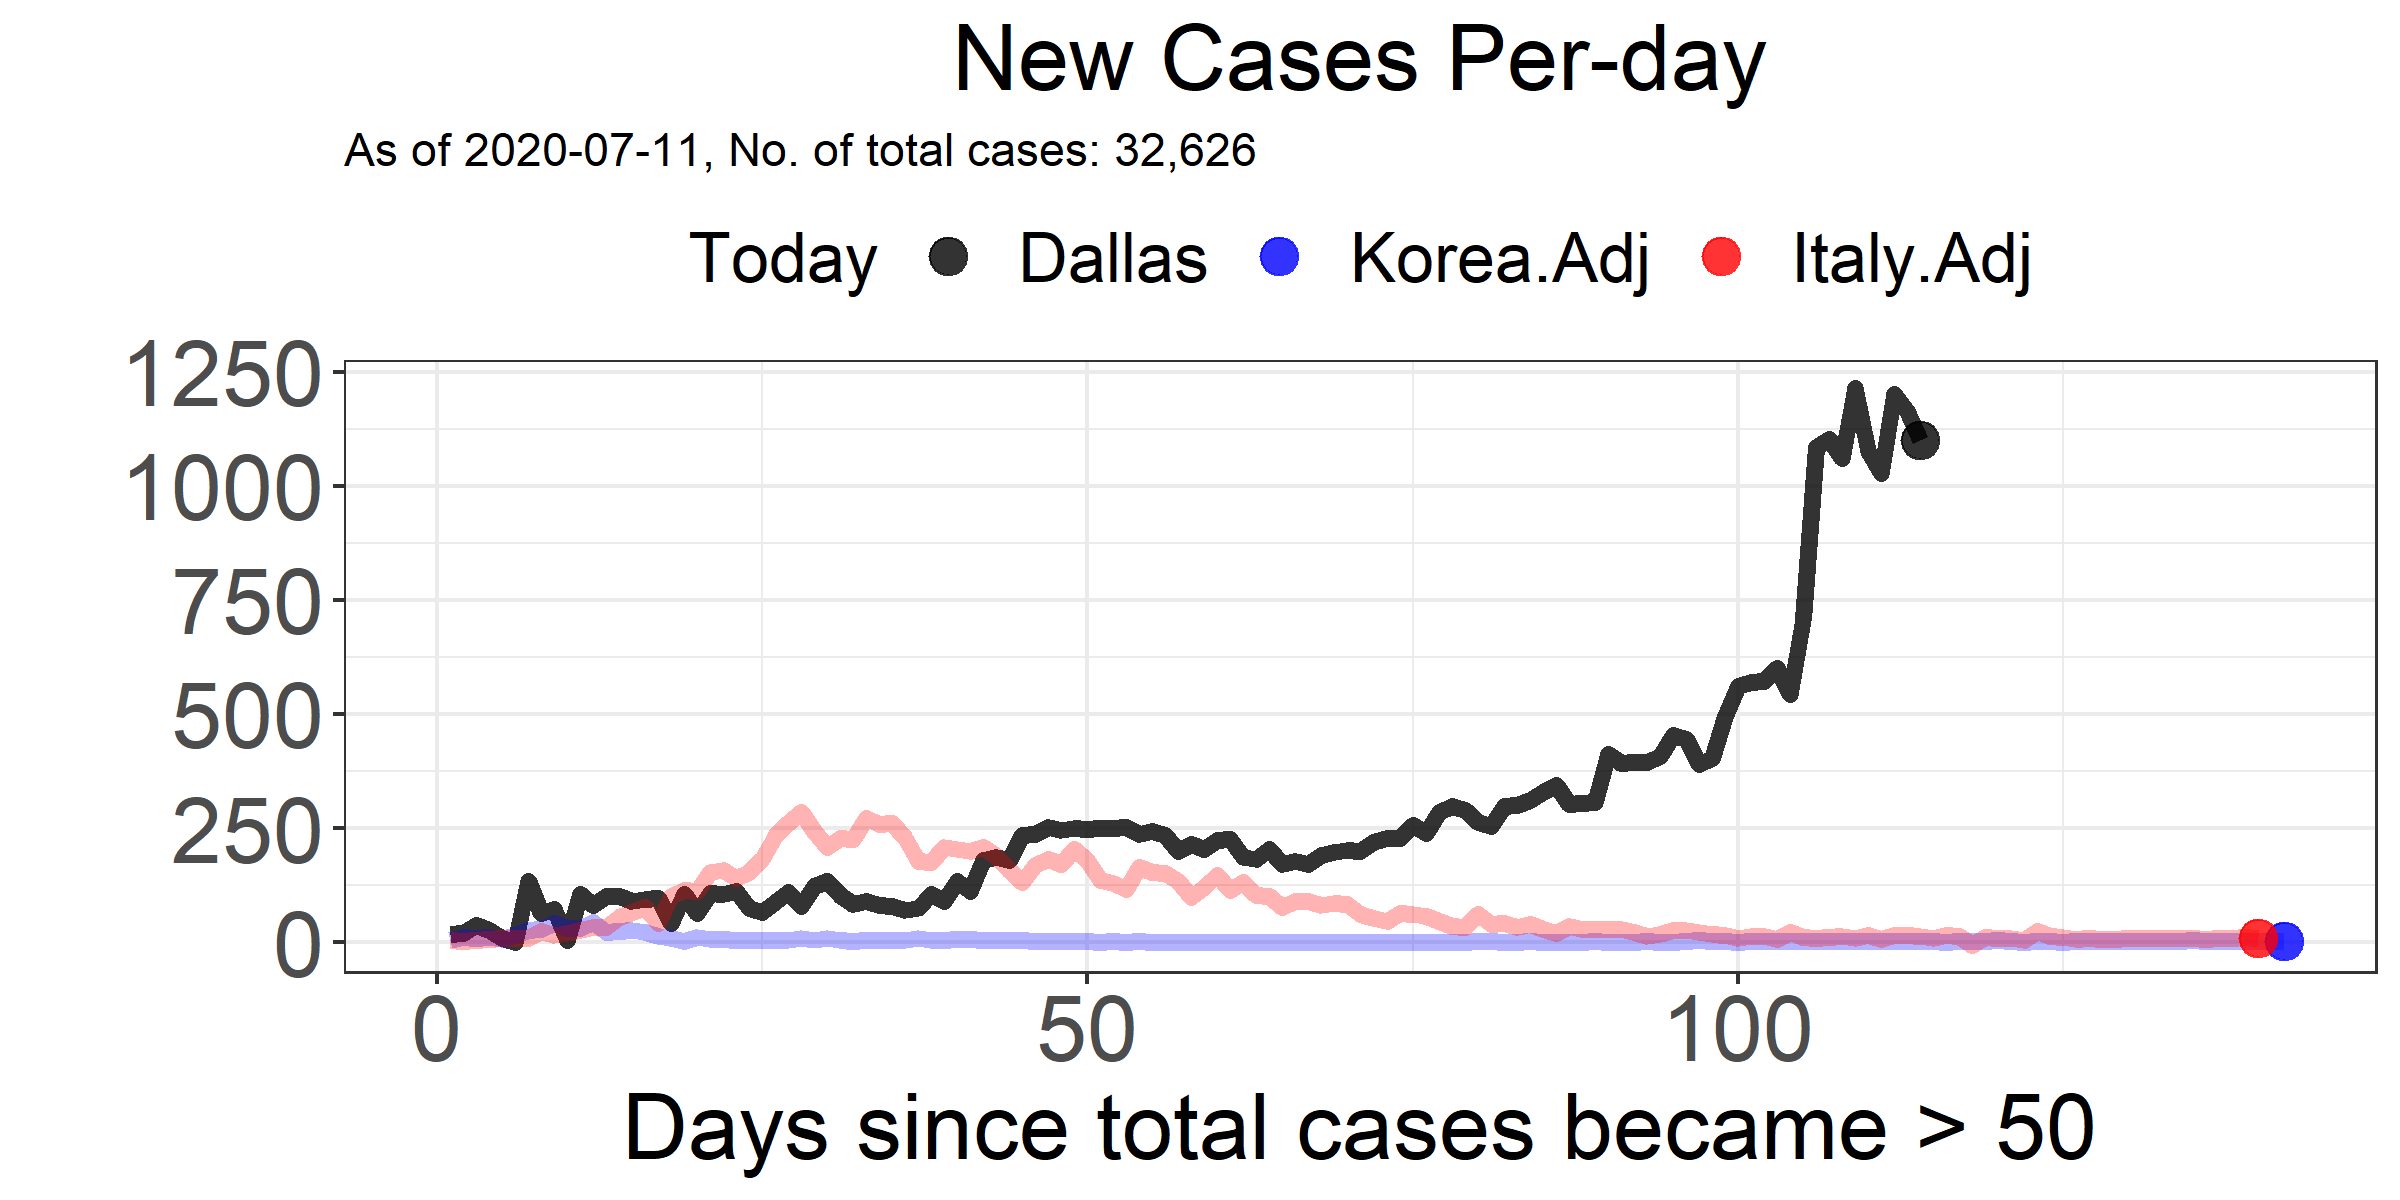 New Cases Per-day
As of 2020-07-11, No. of total cases: 32,626
Today Dallas Korea.Adj Italy.Adj
1250
1000
750
500
250
0
0 50 100
Days since total cases became > 50